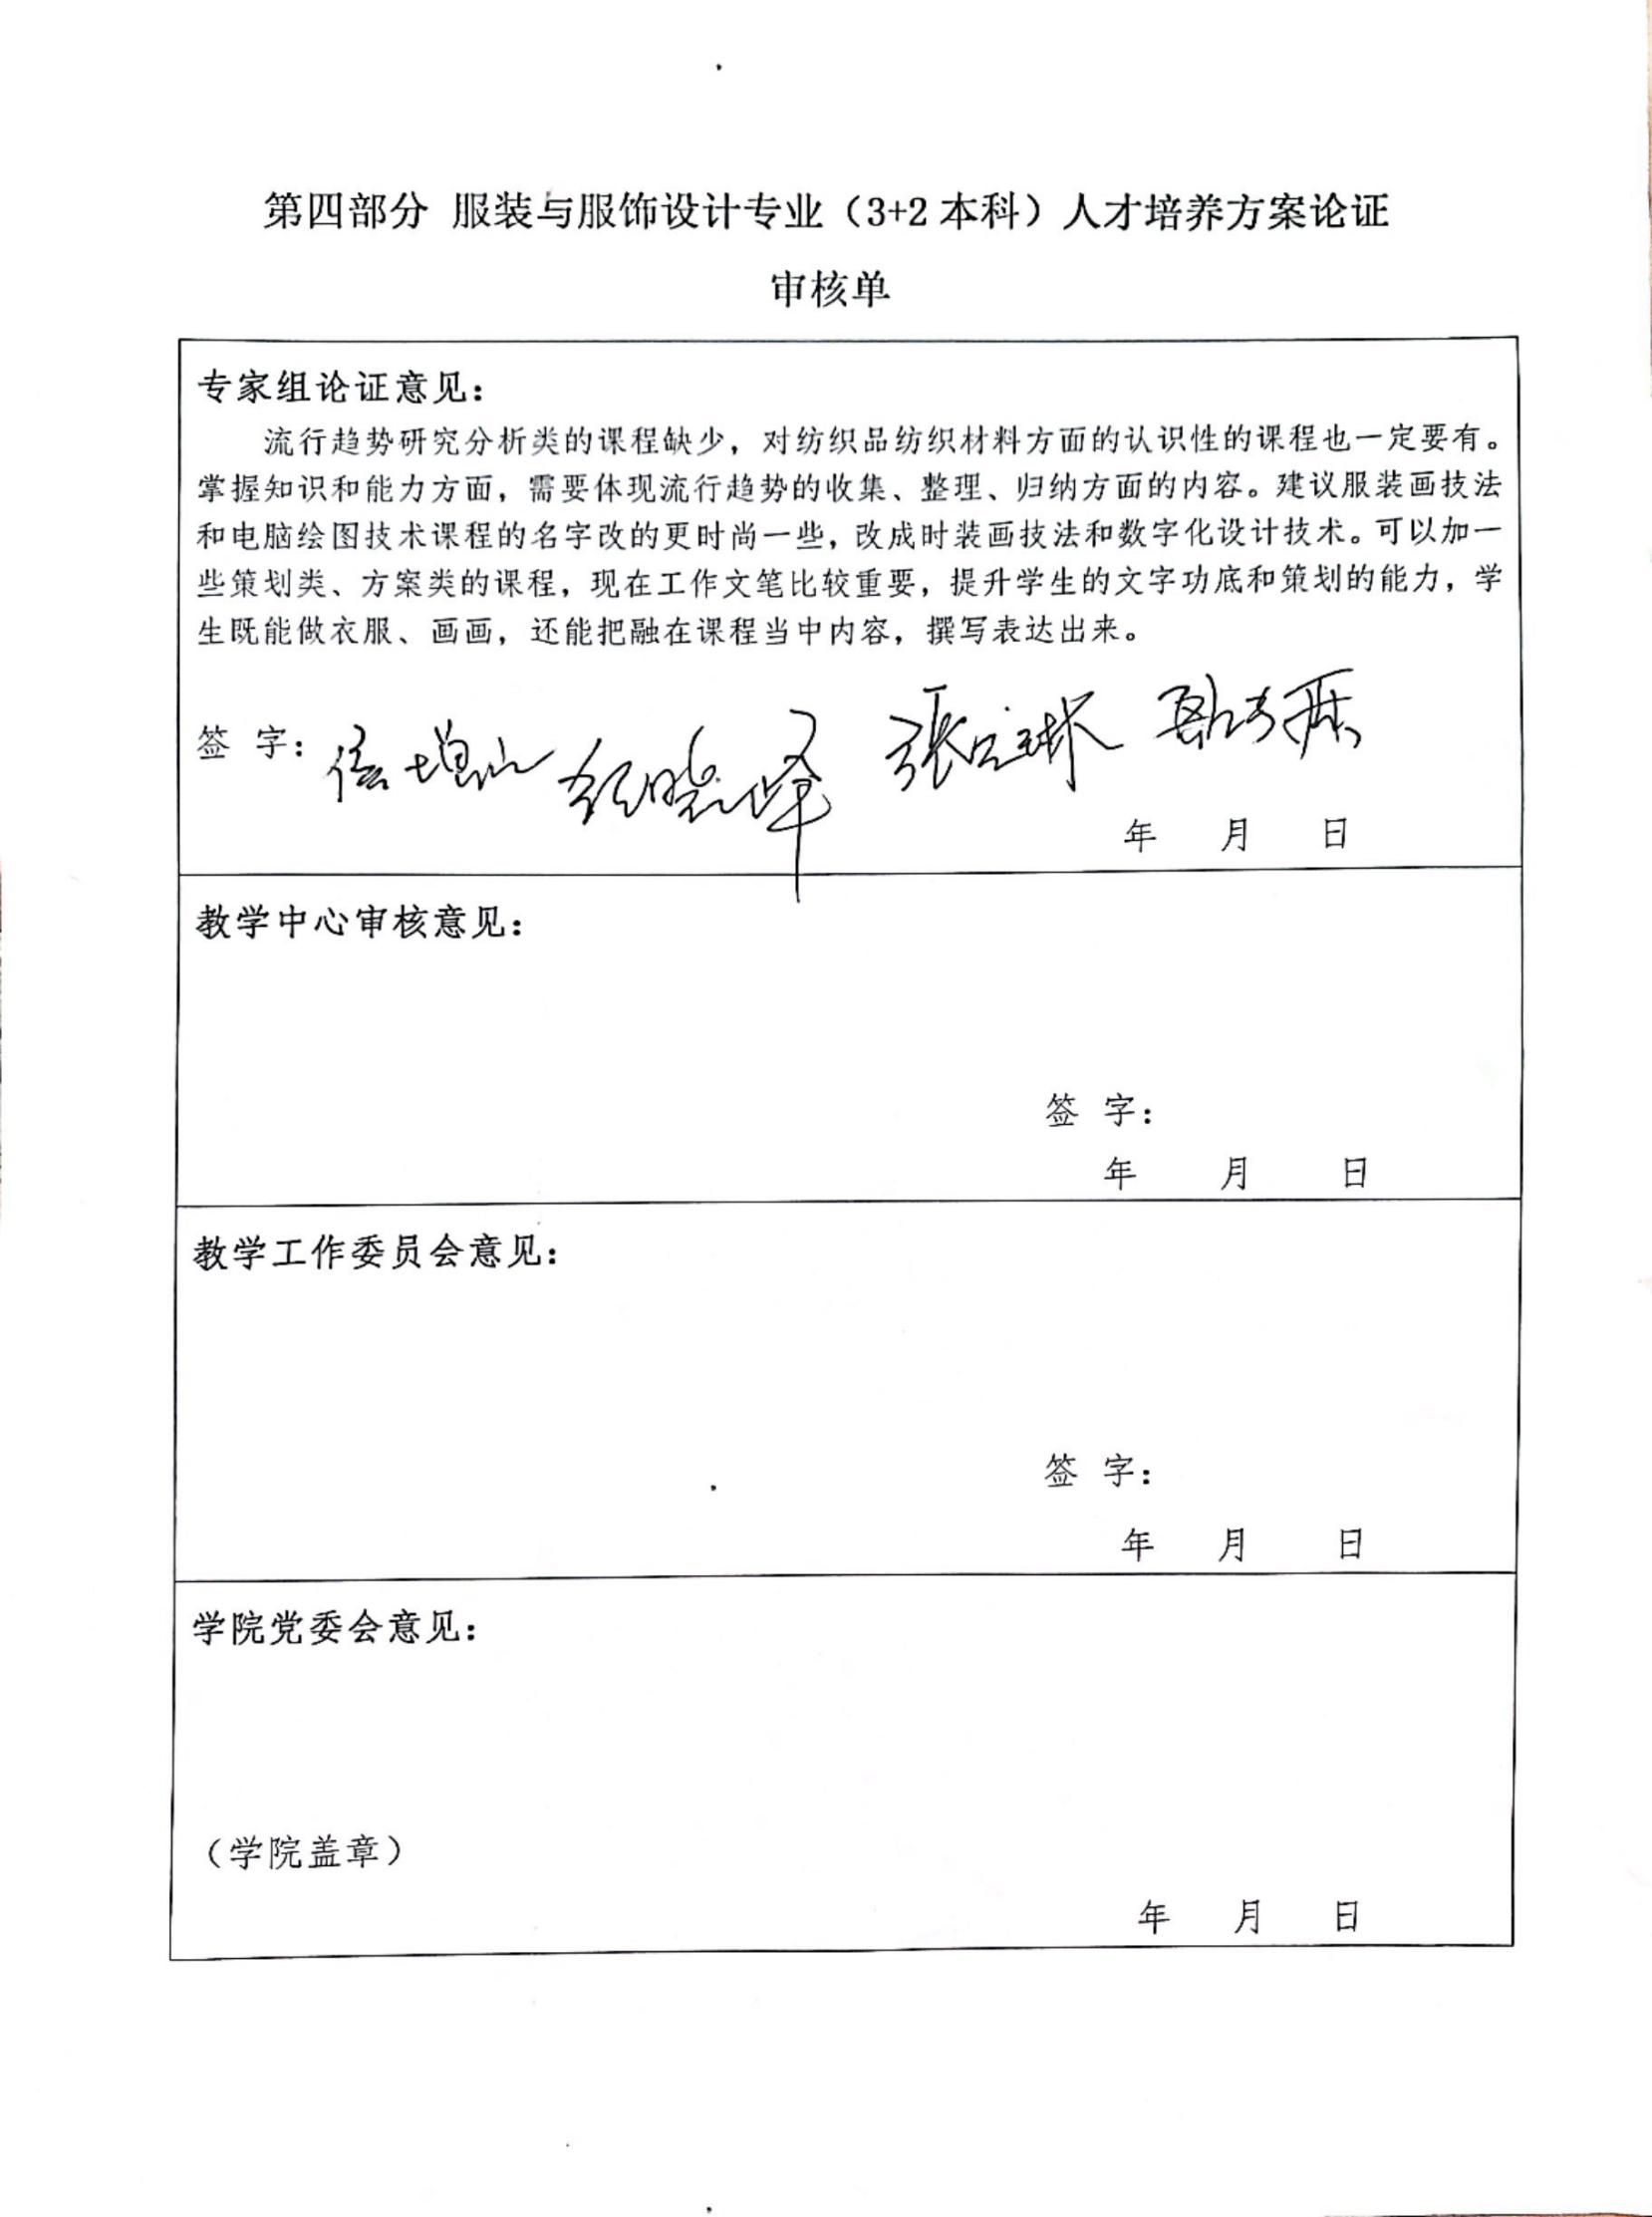 第四部分 服装与服饰设计专业（3+2本科）人才培养方案论证
审核单
专家组论证意见：
流行趋势研究分析类的课程缺少，对纺织品纺织材料方面的认识性的课程也一定要有。
掌握知识和能力方面，需要体现流行趋势的收集、整理、归纳方面的内容。建议服装画技法
和电脑绘图技术课程的名字改的更时尚一些，改成时装画技法和数字化设计技术。可以加一
些策划类、方案类的课程，现在工作文笔比较重要，提升学生的文字功底和策划的能力，学
生既能做衣服、画画，还能把融在课程当中内容，撰写表达出来。
签 字：
年 月 日
教学中心审核意见：
签 字：
年 月 日
教学工作委员会意见：
签 字：
年 月 日
学院党委会意见：
（学院盖章）
年 月 日